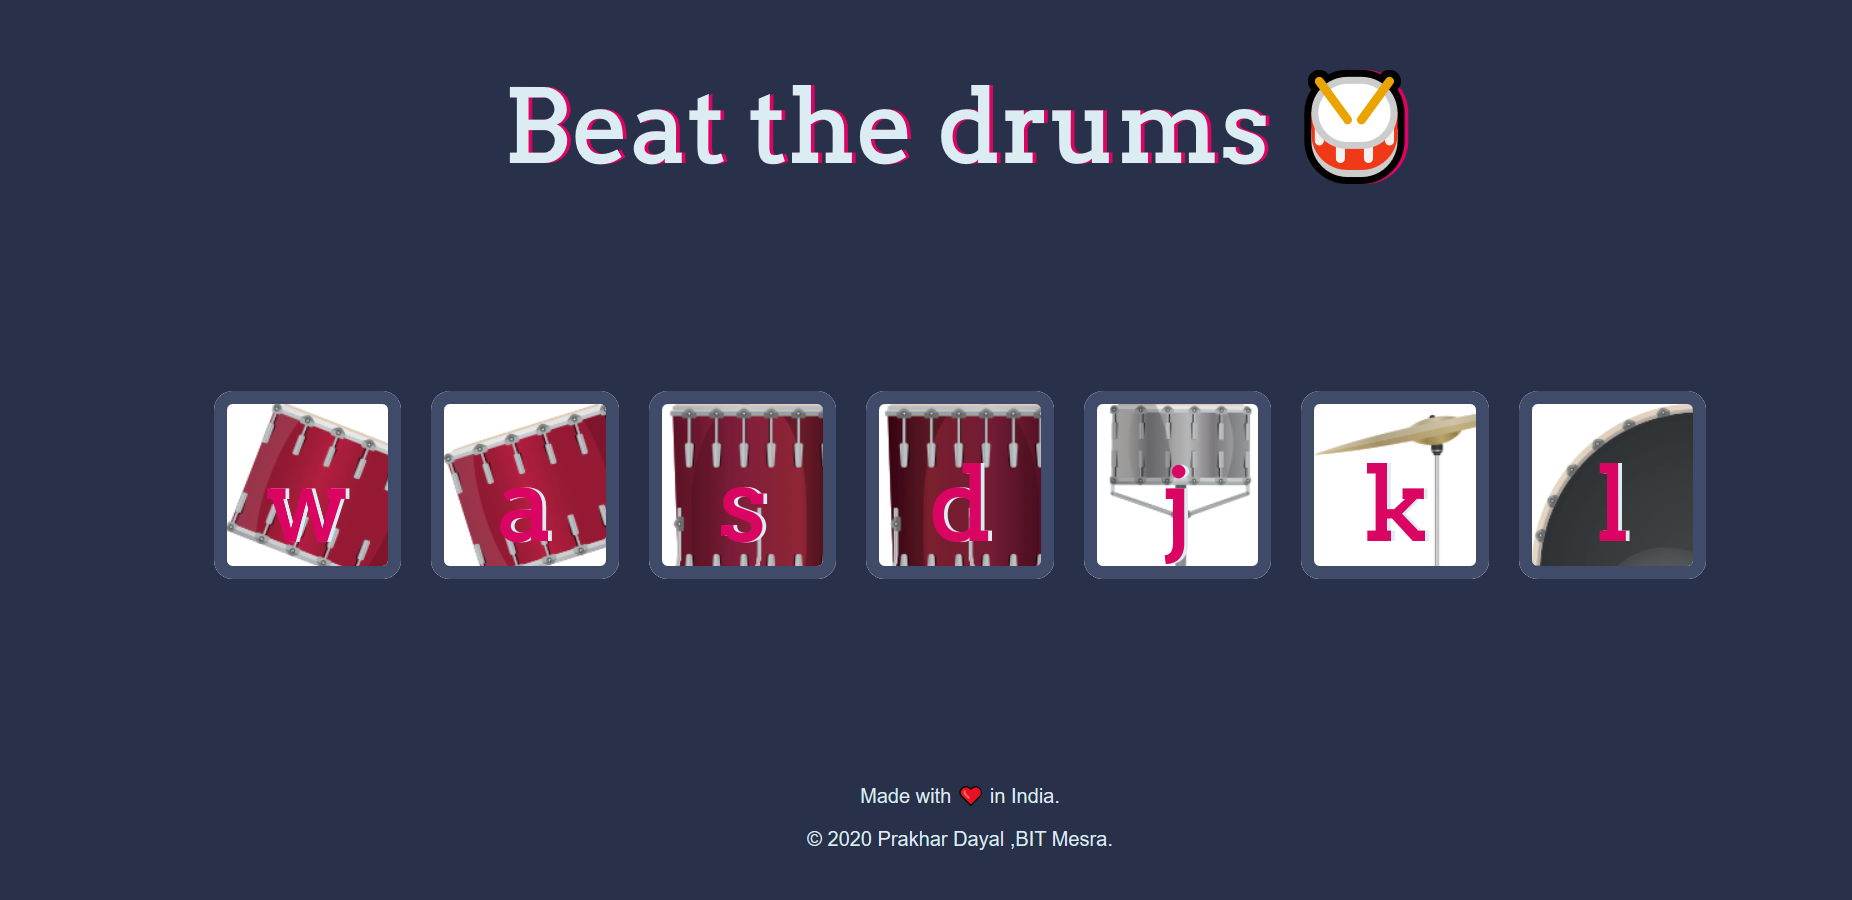 Beat the drums 🥁
w a s d j k l
Made with ❤️ in India.
© 2020 Prakhar Dayal ,BIT Mesra.